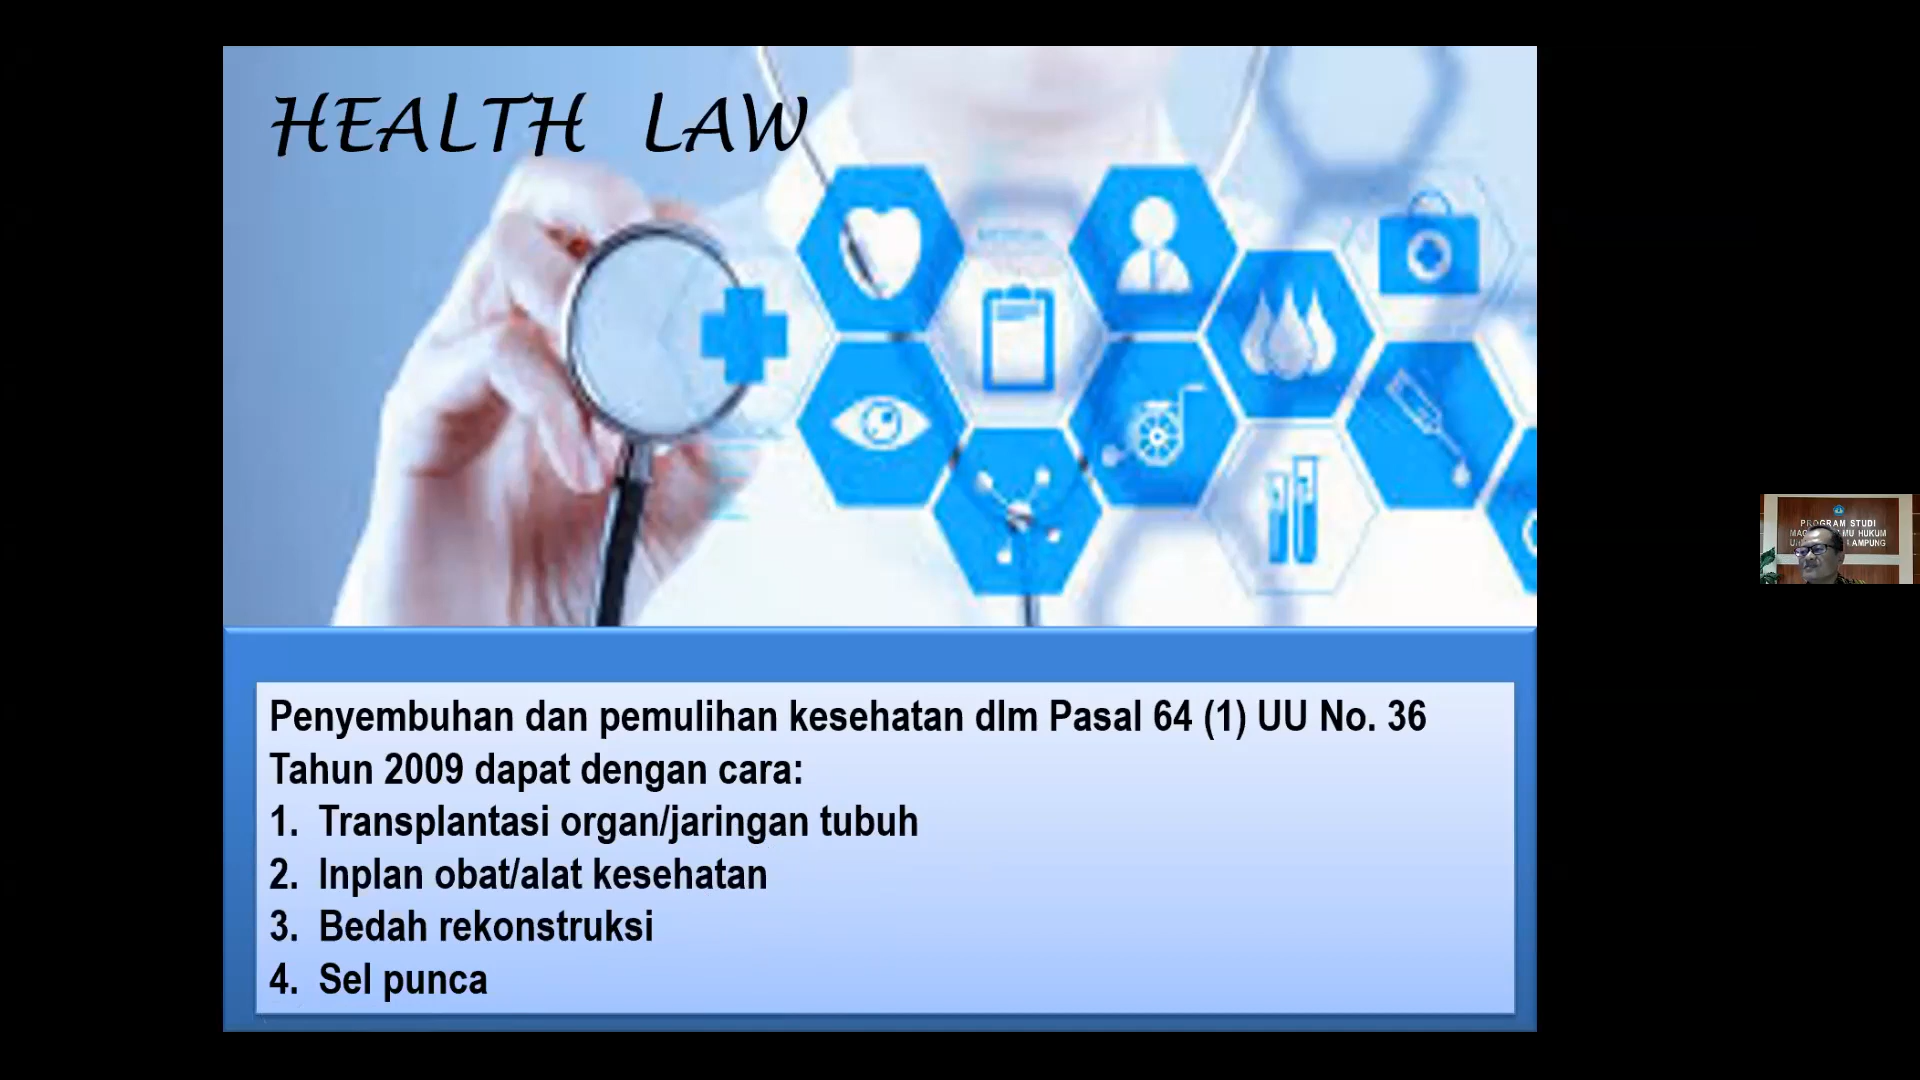 HEALTH LAW
Penyembuhan dan pemulihan kesehatan dlm Pasal 64 (1) UU No. 36
Tahun 2009 dapat dengan cara:
1. Transplantasi organ/jaringan tubuh
2. Inplan obat/alat kesehatan
3. Bedah rekonstruksi
4. Sel punca
PROGRAM STUDI
HUKUM